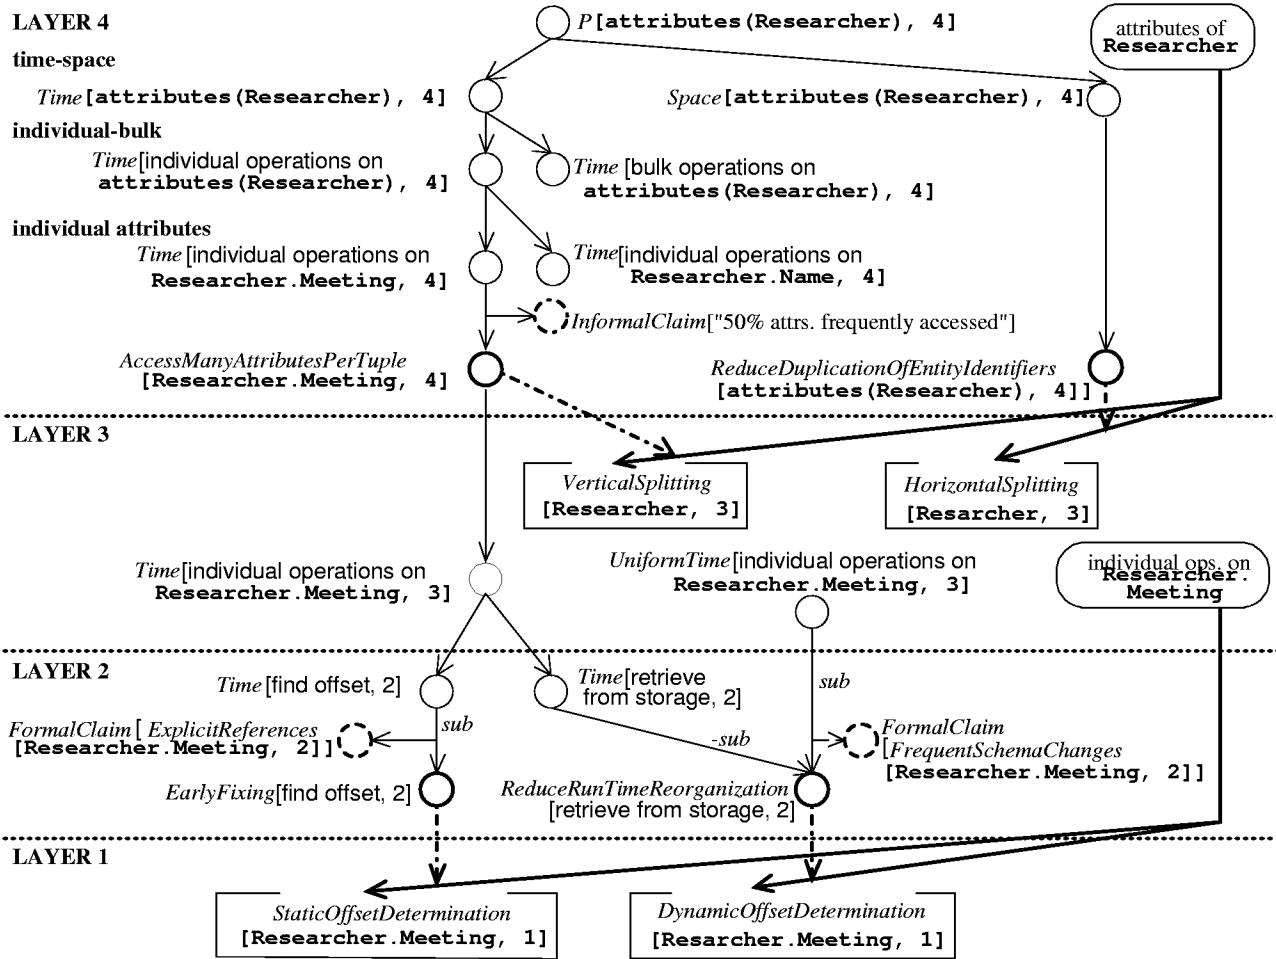 LAYER 4
P[attributes(Researcher), 4]
attributes of
Researcher
time-space
Time[attributes(Researcher), 4]
Space[attributes(Researcher), 4]
individual-bulk
Time[individual operations on
attributes(Researcher), 4]
Time [bulk operations on
attributes(Researcher), 4]
individual attributes
Time[individual operations on
Researcher.Meeting, 4]
Time[individual operations on
Researcher.Name, 4]
InformalClaim["50% attrs. frequently accessed"]
AccessManyAttributesPerTuple
[Researcher.Meeting, 4]
ReduceDuplicationOfEntityIdentifiers
[attributes(Researcher), 4]]
LAYER 3
VerticalSplitting
[Researcher, 3]
HorizontalSplitting
[Resarcher, 3]
Time[individual operations on
Researcher.Meeting, 3]
UniformTime[individual operations on
Researcher.Meeting, 3]
individual ops. on
Researcher.
Meeting
LAYER 2
Time[find offset, 2]
Time[retrieve
from storage, 2]
sub
FormalClaim[ ExplicitReferences
[Researcher.Meeting, 2]]
sub
-sub
FormalClaim
[FrequentSchemaChanges
[Researcher.Meeting, 2]]
EarlyFixing[find offset, 2]
ReduceRunTimeReorganization
[retrieve from storage, 2]
LAYER 1
StaticOffsetDetermination
[Researcher.Meeting, 1]
DynamicOffsetDetermination
[Researcher.Meeting, 1]